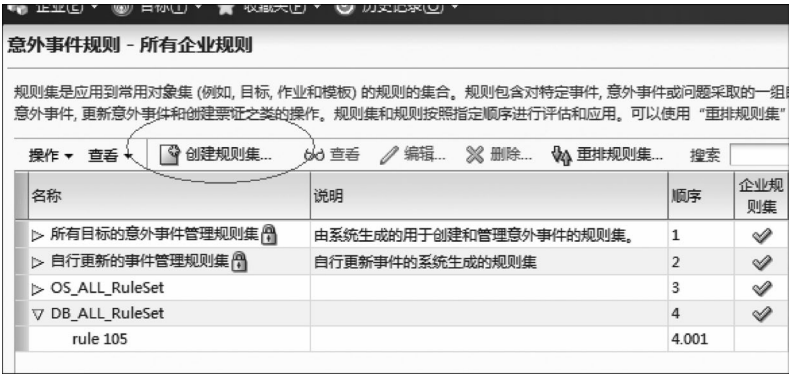 企业(E) 目标(T) 收藏夹(F) 历史记录(O)
意外事件规则 - 所有企业规则
规则集是应用到常用对象集 (例如, 目标, 作业和模板) 的规则的集合。规则包含对特定事件, 意外事件或问题采取的一组
意外事件, 更新意外事件和创建票证之类的操作。规则集和规则按照指定顺序进行评估和应用。可以使用 “重排规则集”
操作 查看 创建规则集... 查看 编辑... 删除... 重排规则集... 搜索
名称 说明 顺序 企业规则集
所有目标的意外事件管理规则集 由系统生成的用于创建和管理意外事件的规则集。 1
自行更新的事件管理规则集 自行更新事件的系统生成的规则集 2
OS_ALL_RuleSet 3
DB_ALL_RuleSet 4
rule 105 4.001